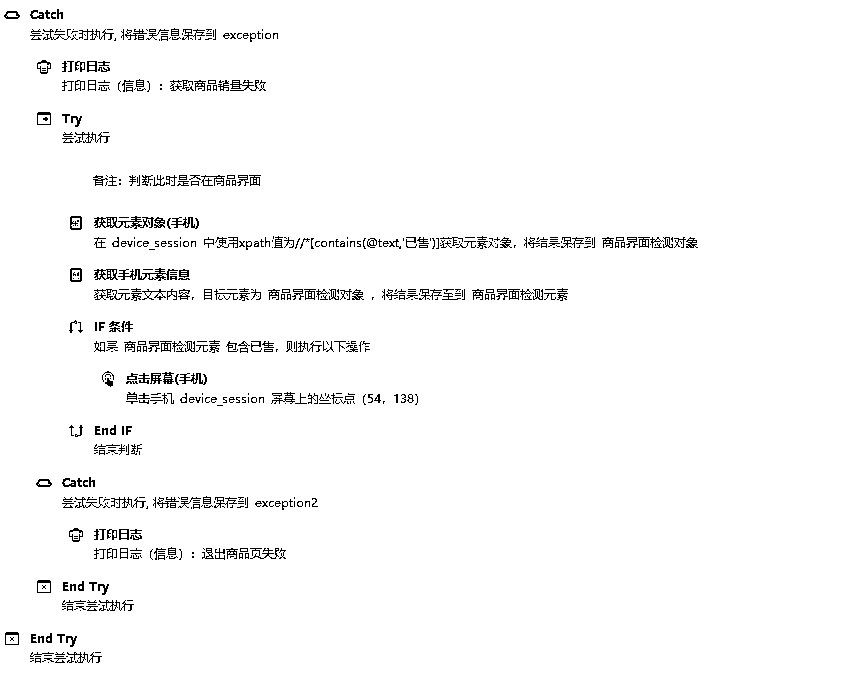 Catch
尝试失败时执行, 将错误信息保存到 exception
打印日志
打印日志（信息）：获取商品销量失败
Try
尝试执行
备注：判断此时是否在商品界面
获取元素对象(手机)
在 device_session 中使用xpath值为//*[contains(@text,'已售')]获取元素对象，将结果保存到 商品界面检测对象
获取手机元素信息
获取元素文本内容，目标元素为 商品界面检测对象 ，将结果保存至到 商品界面检测元素
IF 条件
如果 商品界面检测元素 包含已售，则执行以下操作
点击屏幕(手机)
单击手机 device_session 屏幕上的坐标点（54，138）
End IF
结束判断
Catch
尝试失败时执行, 将错误信息保存到 exception2
打印日志
打印日志（信息）：退出商品页失败
End Try
结束尝试执行
End Try
结束尝试执行